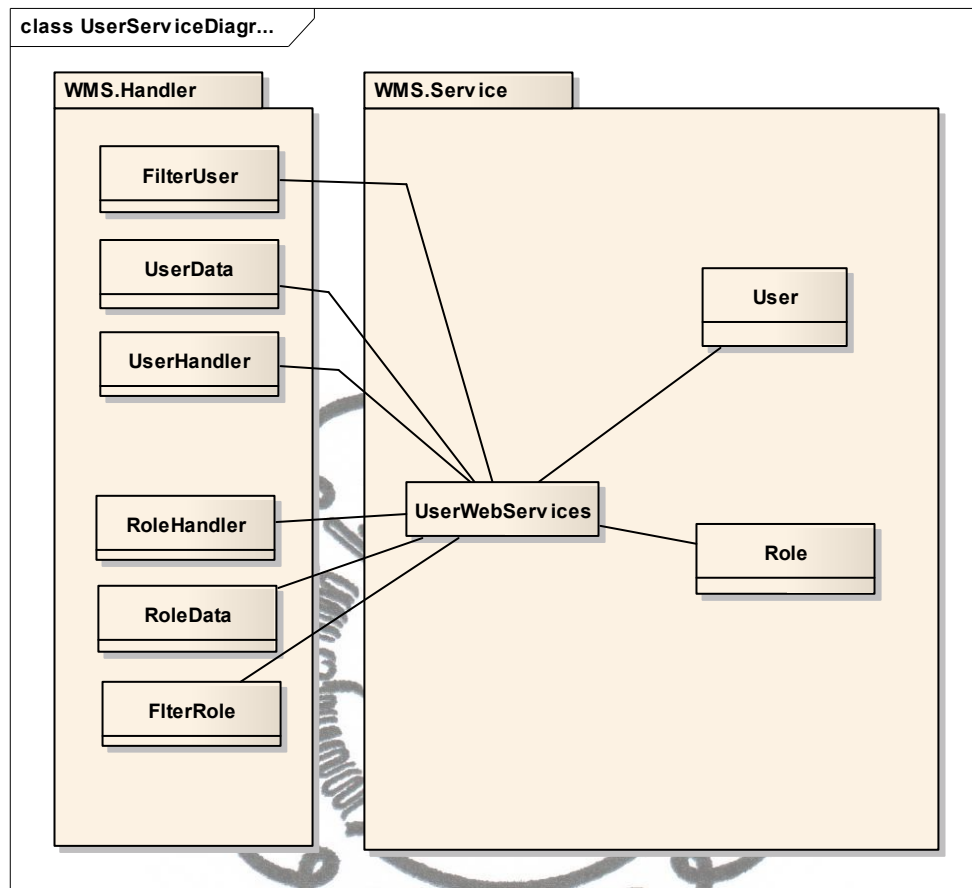 class UserServiceDiagr...
WMS.Handler
FilterUser
UserData
UserHandler
RoleHandler
RoleData
FlterRole
WMS.Service
User
UserWebServices
Role